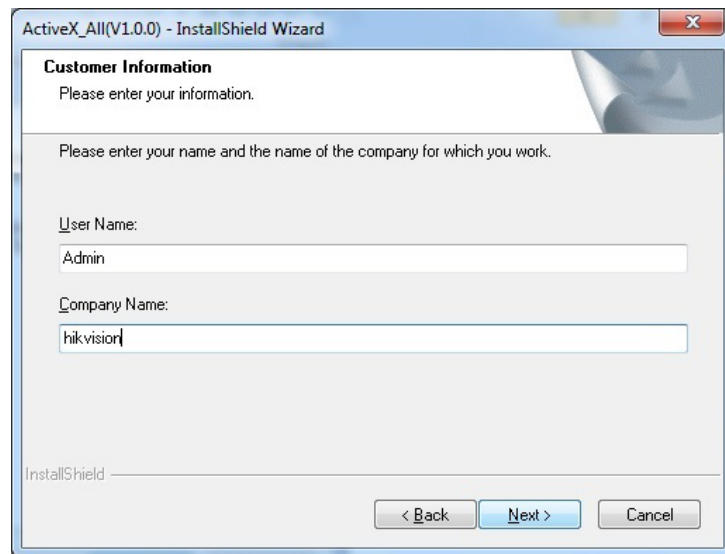 ActiveX_All(V1.0.0) - InstallShield Wizard
Customer Information
Please enter your information.
Please enter your name and the name of the company for which you work.
User Name:
Admin
Company Name:
hikvision
InstallShield
< Back
Next >
Cancel